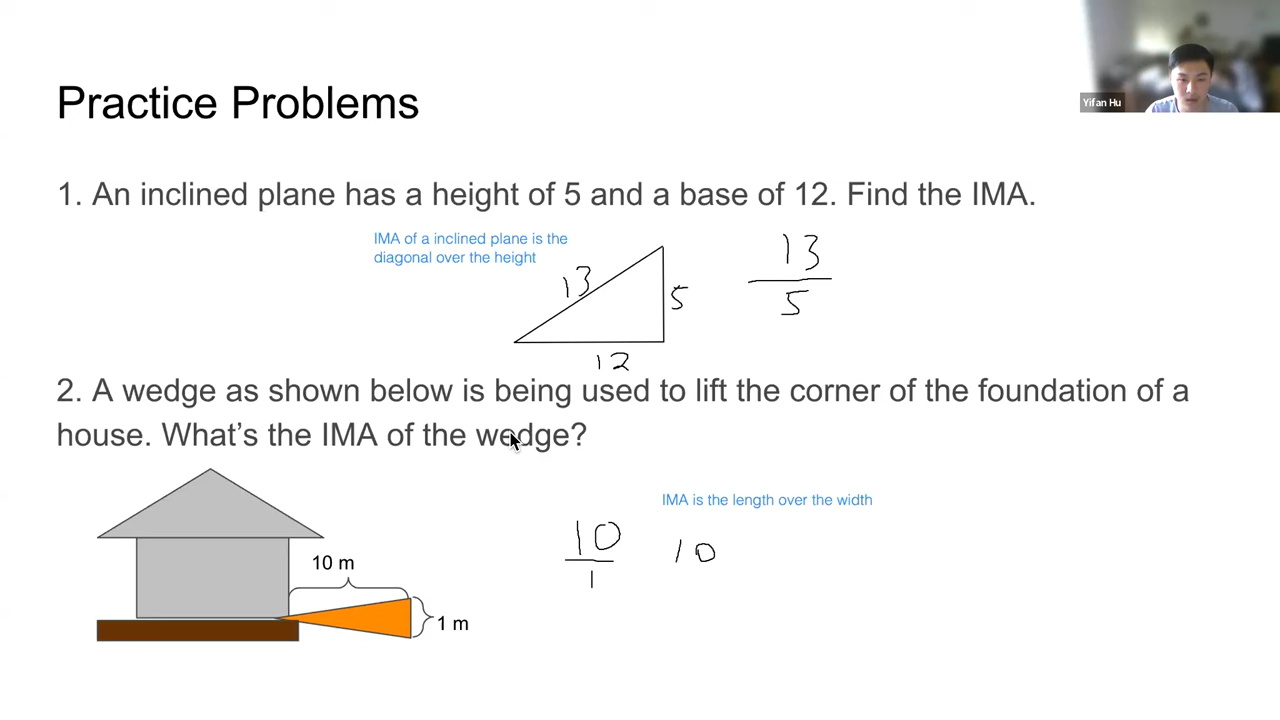 Yifan Hu
Practice Problems
1. An inclined plane has a height of 5 and a base of 12. Find the IMA.
IMA of a inclined plane is the
diagonal over the height
13
5
12
13
5
2. A wedge as shown below is being used to lift the corner of the foundation of a
house. What's the IMA of the wedge?
IMA is the length over the width
10
1
10
10 m
1 m